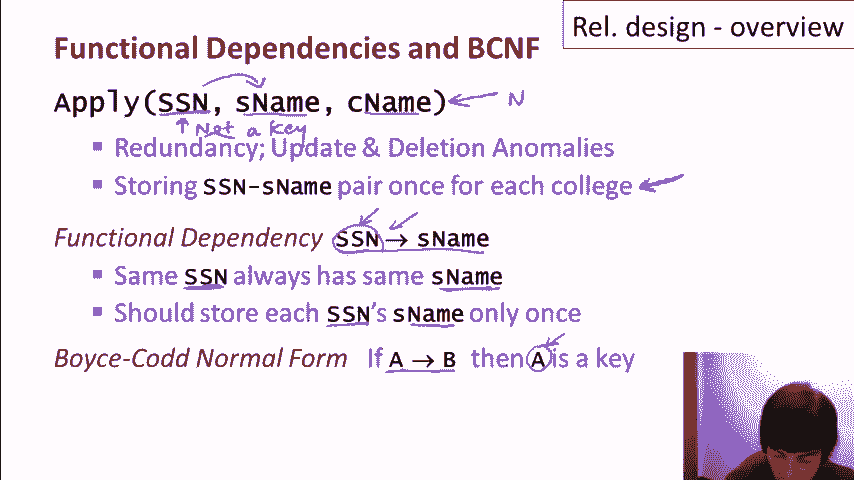 Rel. design - overview
Functional Dependencies and BCNF
Apply(SSN, sName, cName) N
Not a key
▪ Redundancy; Update & Deletion Anomalies
▪ Storing SSN-sName pair once for each college
Functional Dependency SSN → sName
▪ Same SSN always has same sName
▪ Should store each SSN's sName only once
Boyce-Codd Normal Form If A → B then A is a key